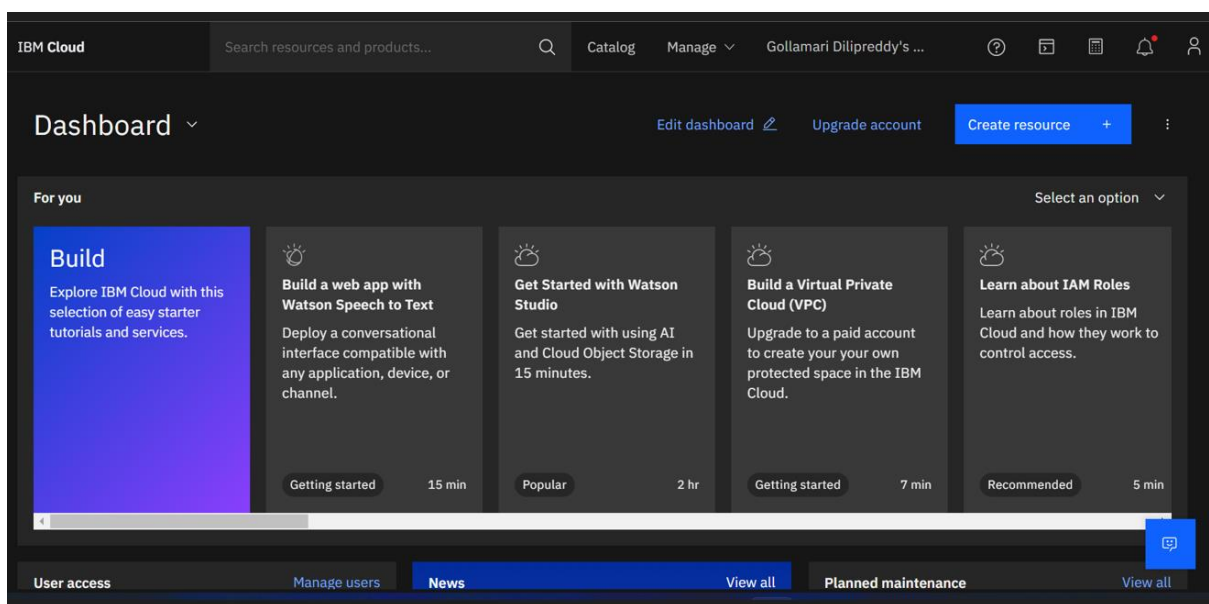 IBM Cloud
Search resources and products...
Catalog
Manage
Gollamari Dilipreddy's ...
Dashboard
Edit dashboard
Upgrade account
Create resource +
For you
Select an option
Build
Explore IBM Cloud with this
selection of easy starter
tutorials and services.
Build a web app with
Watson Speech to Text
Deploy a conversational
interface compatible with
any application, device, or
channel.
Getting started
15 min
Get Started with Watson
Studio
Get started with using AI
and Cloud Object Storage in
15 minutes.
Popular
2 hr
Build a Virtual Private
Cloud (VPC)
Upgrade to a paid account
to create your your own
protected space in the IBM
Cloud.
Getting started
7 min
Learn about IAM Roles
Learn about roles in IBM
Cloud and how they work to
control access.
Recommended
5 min
User access
Manage users
News
View all
Planned maintenance
View all